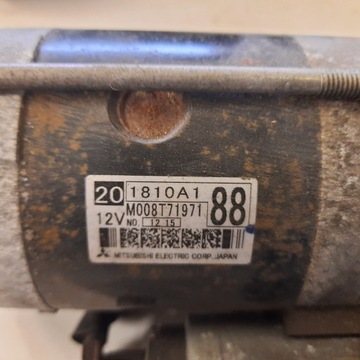 20 1810A1
12V M008T71971 88
NO 12 15
MITSUBISHI ELECTRIC CORP. JAPAN